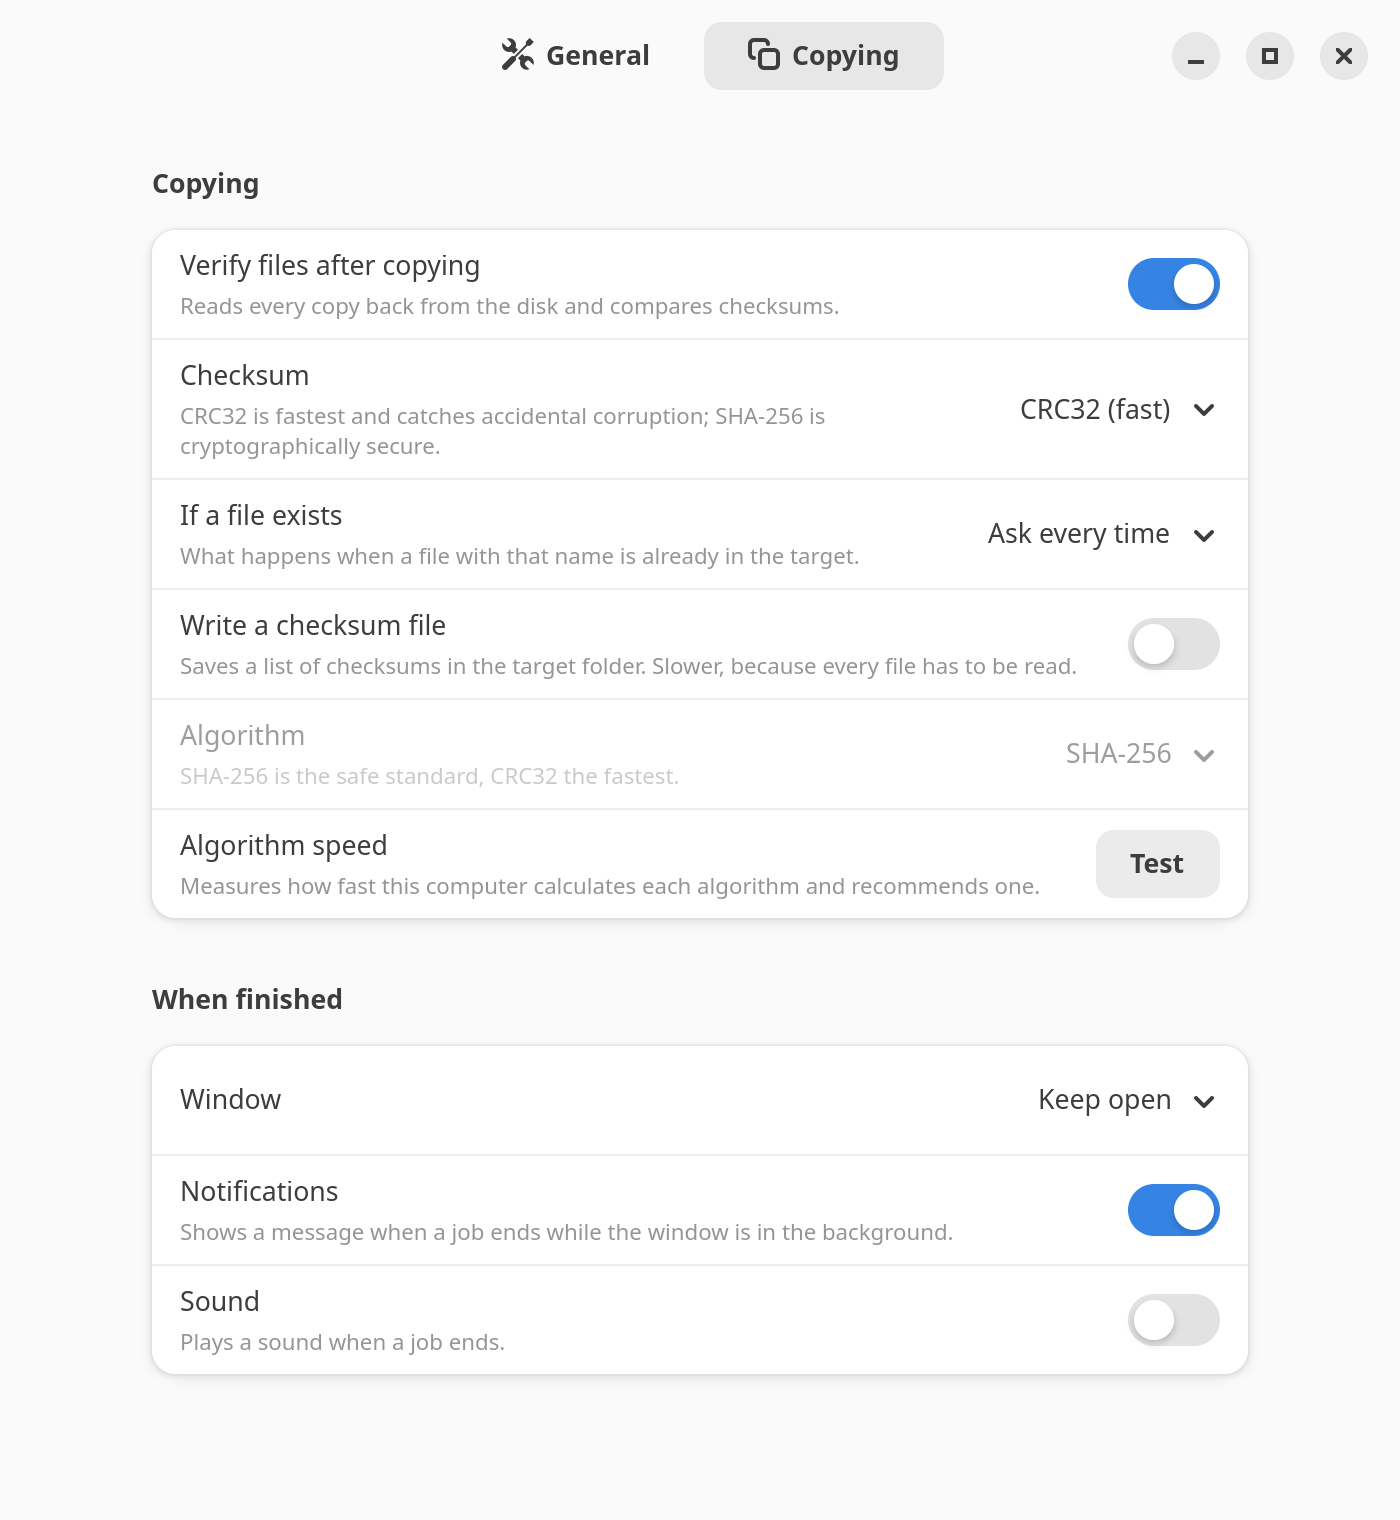 General
Copying
Copying
Verify files after copying
Reads every copy back from the disk and compares checksums.
Checksum
CRC32 is fastest and catches accidental corruption; SHA-256 is
cryptographically secure.
CRC32 (fast)
If a file exists
What happens when a file with that name is already in the target.
Ask every time
Write a checksum file
Saves a list of checksums in the target folder. Slower, because every file has to be read.
Algorithm
SHA-256 is the safe standard, CRC32 the fastest.
SHA-256
Algorithm speed
Measures how fast this computer calculates each algorithm and recommends one.
Test
When finished
Window
Keep open
Notifications
Shows a message when a job ends while the window is in the background.
Sound
Plays a sound when a job ends.